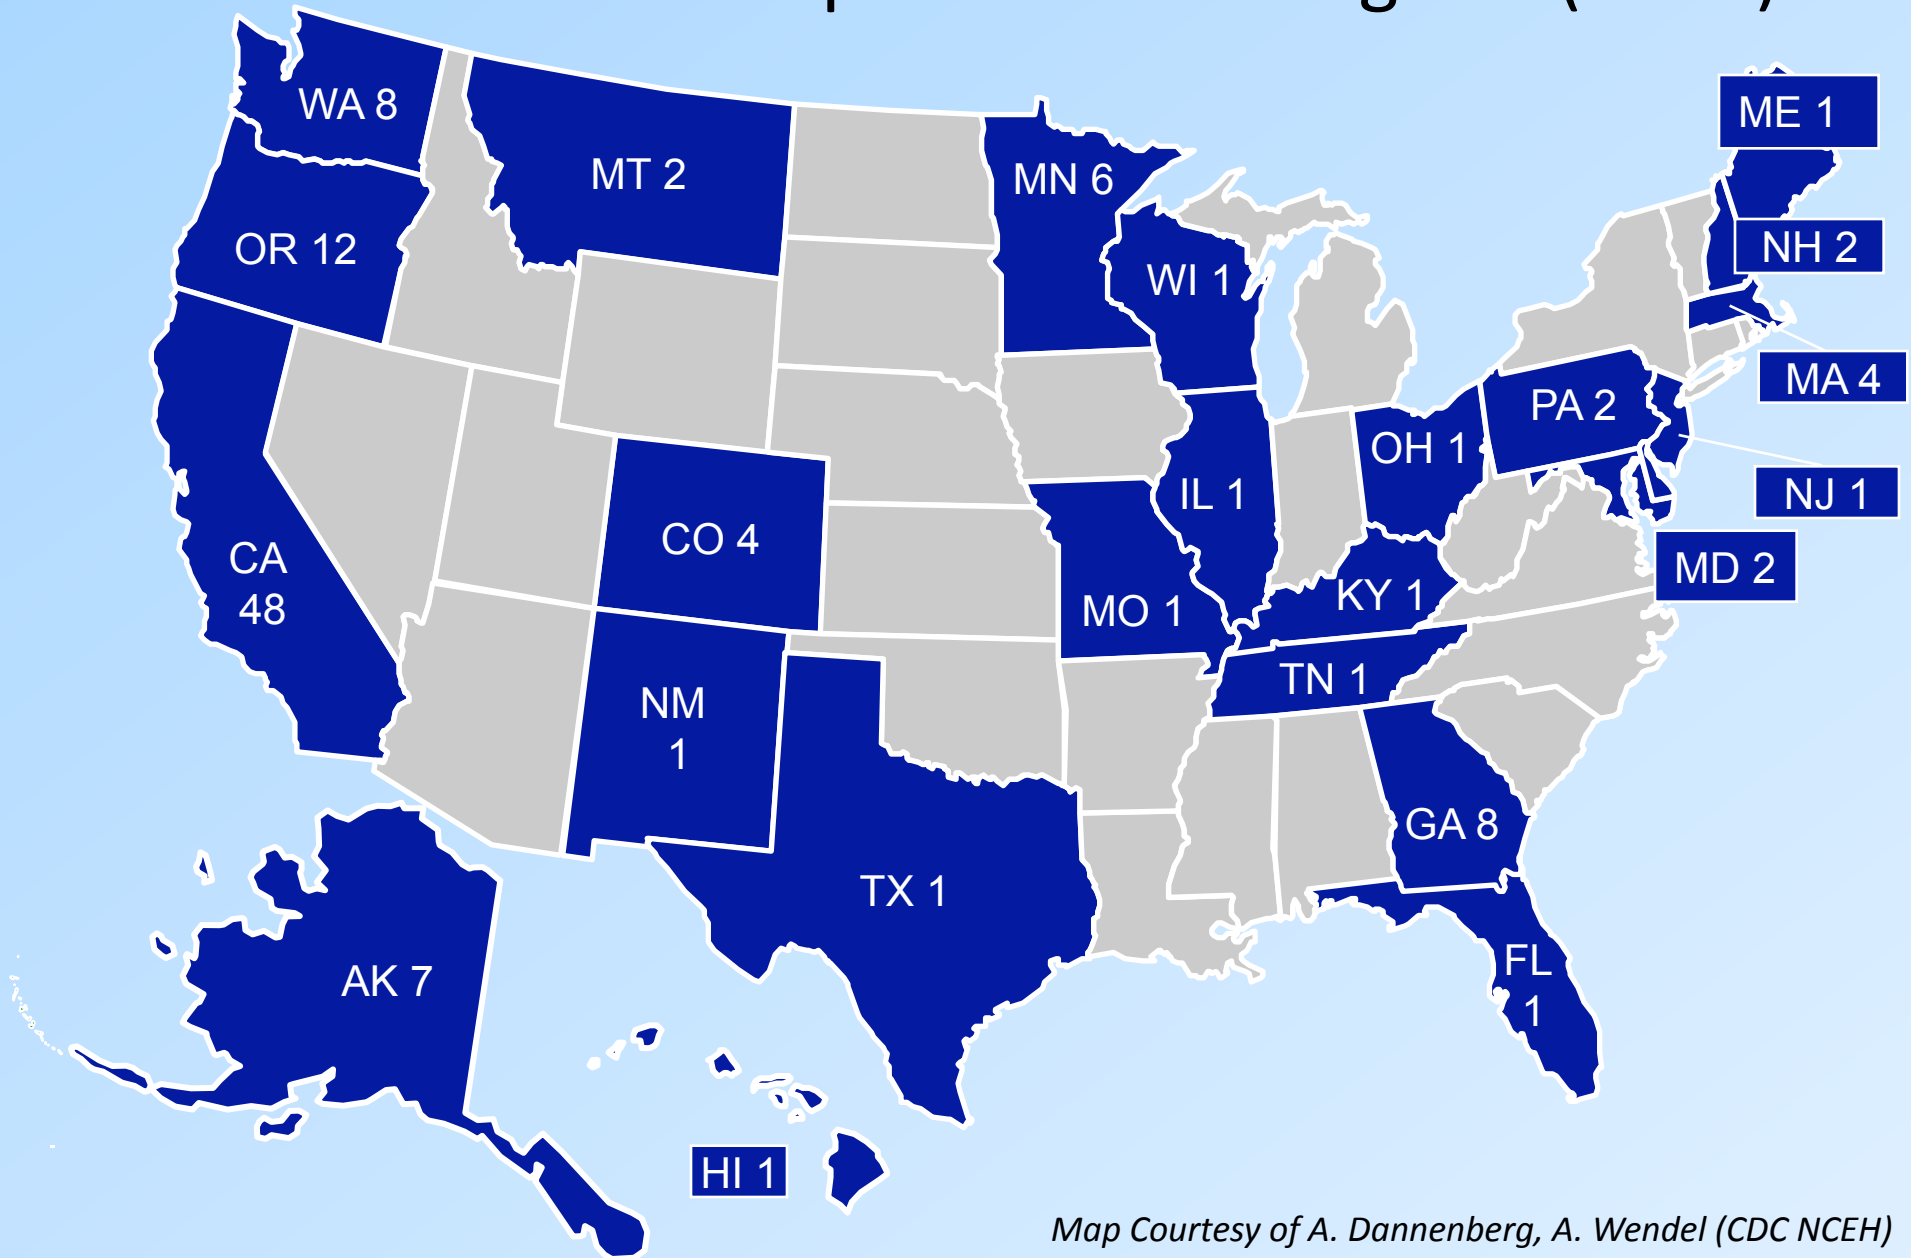 WA 8
MT 2
MN 6
ME 1
OR 12
NH 2
WI 1
MA 4
PA 2
OH 1
IL 1
NJ 1
CO 4
CA
48
MD 2
KY 1
MO 1
TN 1
NM
1
GA 8
TX 1
FL
1
AK 7
HI 1
Map Courtesy of A. Dannenberg, A. Wendel (CDC NCEH)